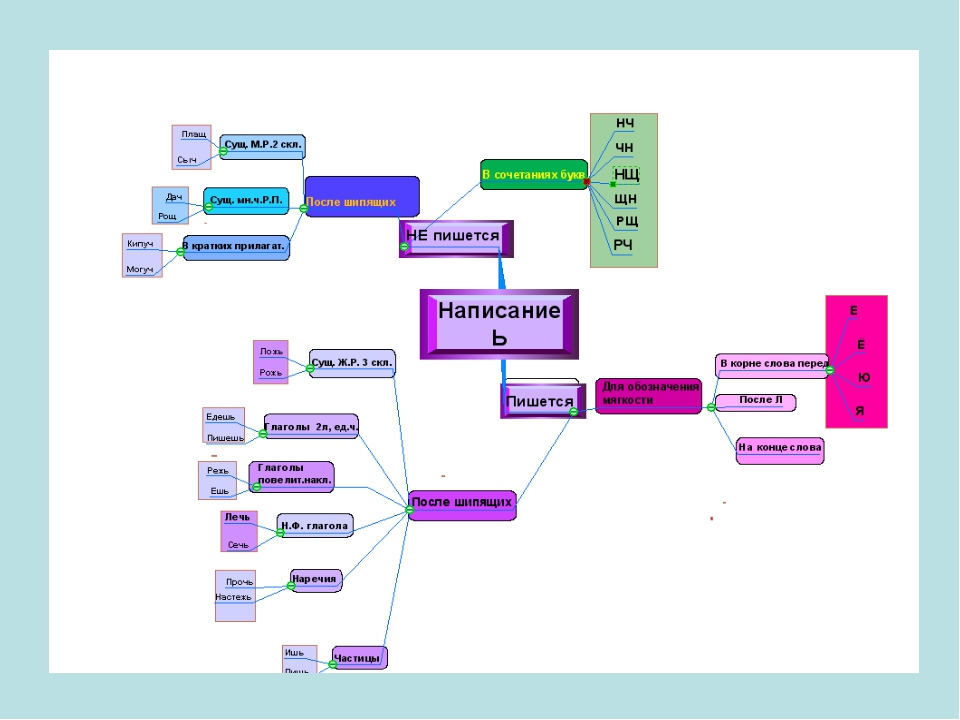 Плащ
Сыч
Сущ. М.Р.2 скл.
Дач
Рощ
Сущ. мн.ч.Р.П.
Кипуч
Могуч
В кратких прилагат.
После шипящих
НЕ пишется
В сочетаниях букв
НЧ
ЧН
НЩ
ЩН
РЩ
РЧ
Написание
Ь
Пишется
Для обозначения
мягкости
В корне слова перед
Е
Е
Ю
Я
После Л
На конце слова
После шипящих
Ложь
Рожь
Сущ. Ж.Р. 3 скл.
Едешь
Пишешь
Глаголы 2л, ед.ч.
Режь
Ешь
Глаголы
повелит.накл.
Лечь
Сечь
Н.Ф. глагола
Прочь
Настежь
Наречия
Ишь
Частицы